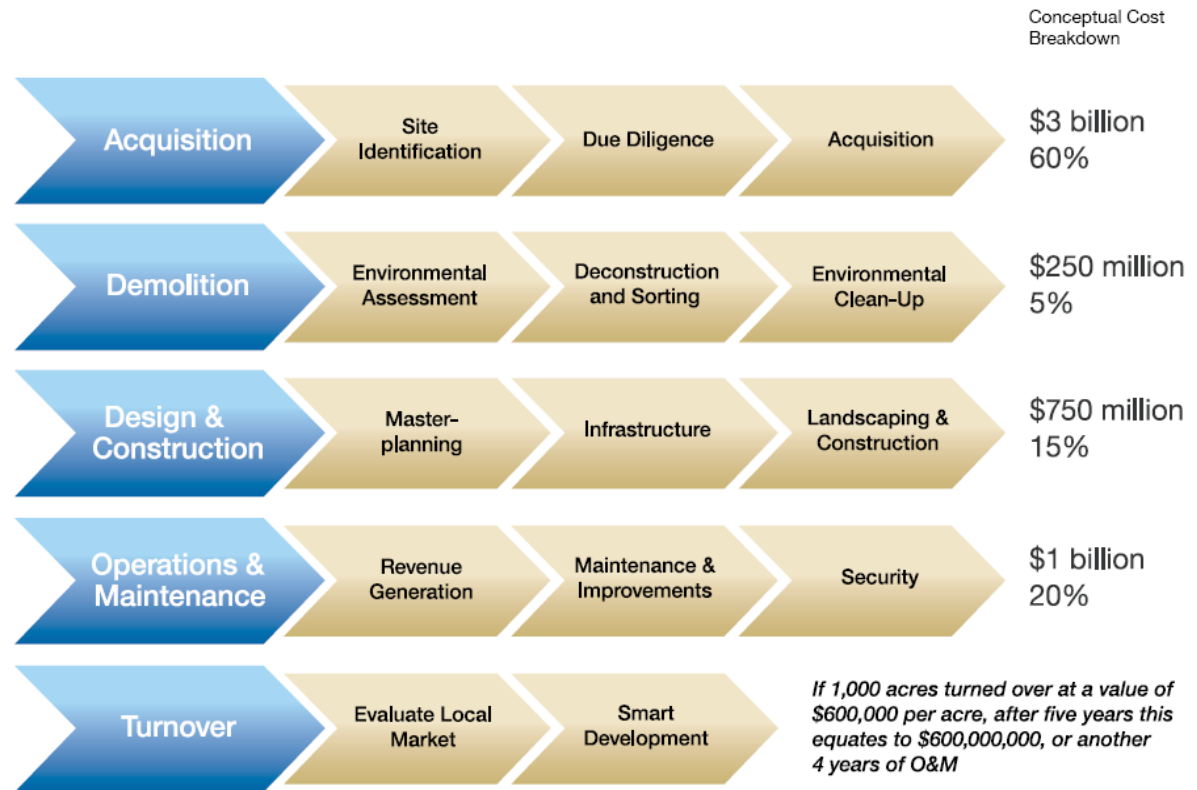 Conceptual Cost
Breakdown
Acquisition
Site
Identification
Due Diligence
Acquisition
$3 billion
60%
Demolition
Environmental
Assessment
Deconstruction
and Sorting
Environmental
Clean-Up
$250 million
5%
Design &
Construction
Master-
planning
Infrastructure
Landscaping &
Construction
$750 million
15%
Operations &
Maintenance
Revenue
Generation
Maintenance &
Improvements
Security
$1 billion
20%
Turnover
Evaluate Local
Market
Smart
Development
If 1,000 acres turned over at a value of
$600,000 per acre, after five years this
equates to $600,000,000, or another
4 years of O&M